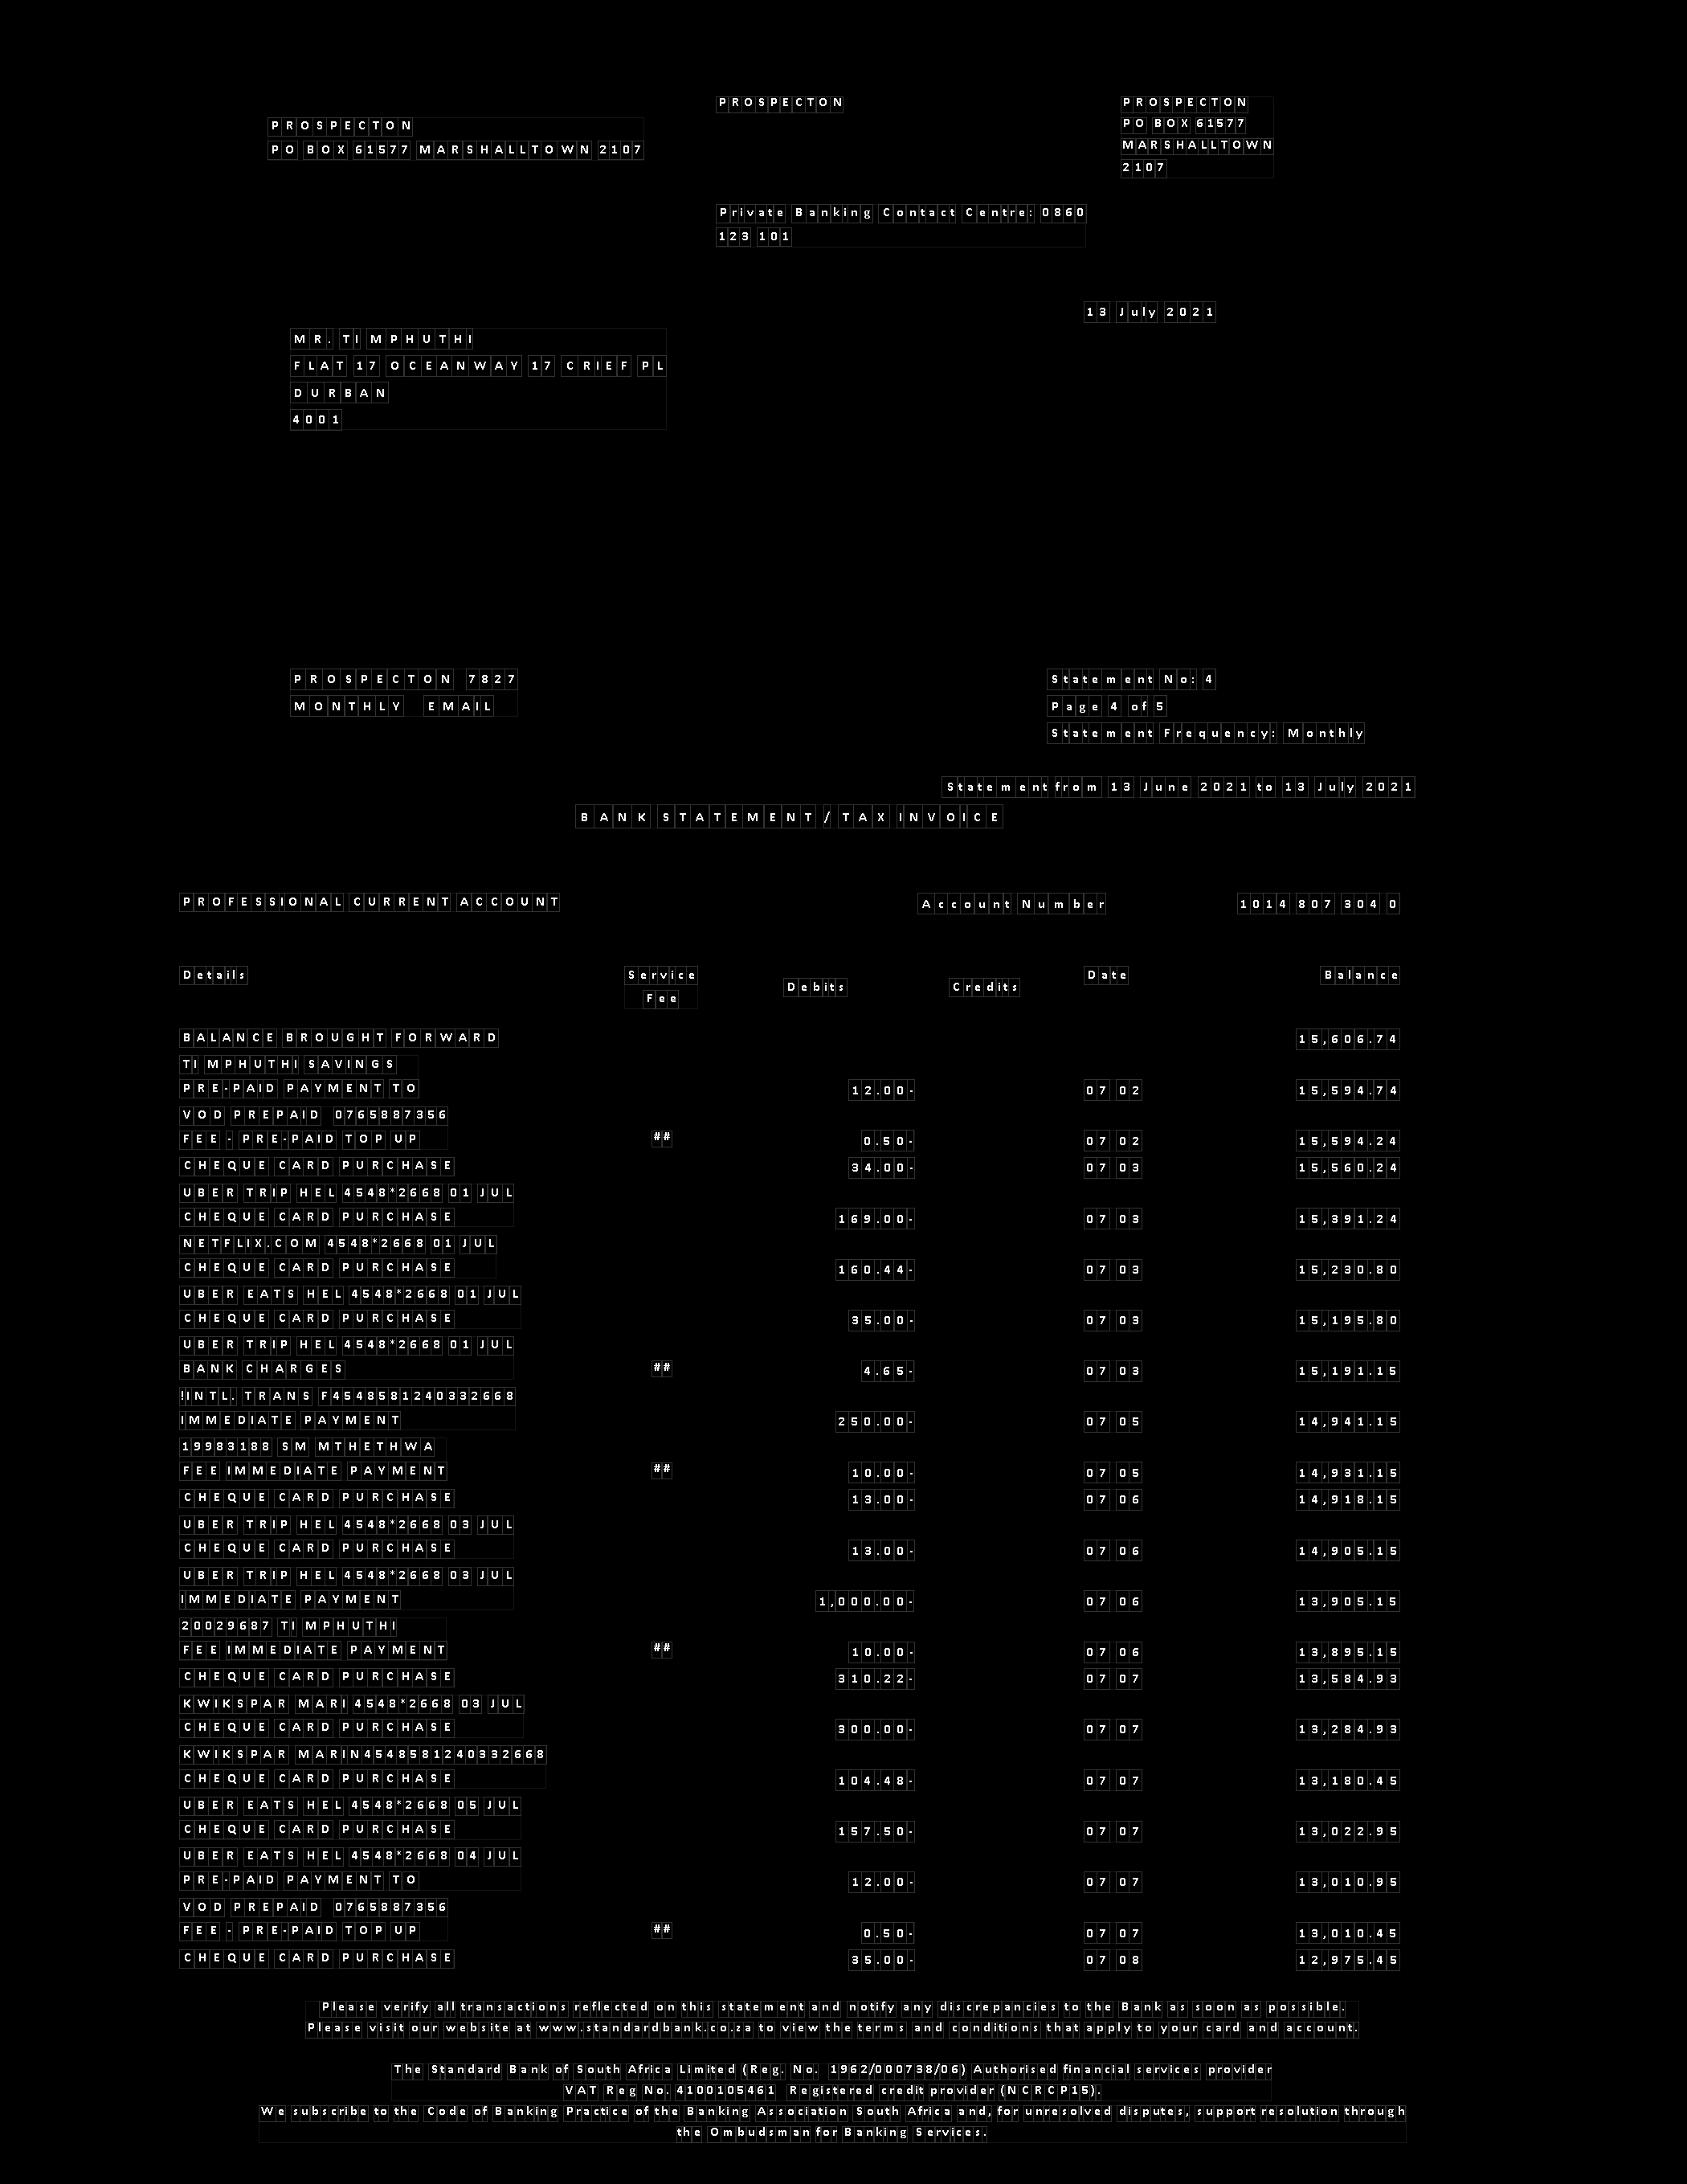 PROSPECTON
PO BOX 61577 MARSHALLTOWN 2107
PROSPECTON
PROSPECTON
PO BOX 61577
MARSHALLTOWN
2107
Private Banking Contact Centre: 0860
123 101
13 July 2021
MR. TI MPHUTHI
FLAT 17 OCEANWAY 17 CRIEF PL
DURBAN
4001
PROSPECTON 7827
MONTHLY EMAIL
Statement No: 4
Page 4 of 5
Statement Frequency: Monthly
Statement from 13 June 2021 to 13 July 2021
BANK STATEMENT / TAX INVOICE
PROFESSIONAL CURRENT ACCOUNT Account Number 1014 807 304 0
Details Service Fee Debits Credits Date Balance
BALANCE BROUGHT FORWARD 15,606.74
TI MPHUTHI SAVINGS
PRE-PAID PAYMENT TO 12.00- 07 02 15,594.74
VOD PREPAID 0765887356
FEE - PRE-PAID TOP UP ## 0.50- 07 02 15,594.24
CHEQUE CARD PURCHASE 34.00- 07 03 15,560.24
UBER TRIP HEL 4548*2668 01 JUL
CHEQUE CARD PURCHASE 169.00- 07 03 15,391.24
NETFLIX.COM 4548*2668 01 JUL
CHEQUE CARD PURCHASE 160.44- 07 03 15,230.80
UBER EATS HEL 4548*2668 01 JUL
CHEQUE CARD PURCHASE 35.00- 07 03 15,195.80
UBER TRIP HEL 4548*2668 01 JUL
BANK CHARGES ## 4.65- 07 03 15,191.15
!INTL. TRANS F4548581240332668
IMMEDIATE PAYMENT 250.00- 07 05 14,941.15
19983188 SM MTHETHWA
FEE IMMEDIATE PAYMENT ## 10.00- 07 05 14,931.15
CHEQUE CARD PURCHASE 13.00- 07 06 14,918.15
UBER TRIP HEL 4548*2668 03 JUL
CHEQUE CARD PURCHASE 13.00- 07 06 14,905.15
UBER TRIP HEL 4548*2668 03 JUL
IMMEDIATE PAYMENT 1,000.00- 07 06 13,905.15
20029687 TI MPHUTHI
FEE IMMEDIATE PAYMENT ## 10.00- 07 06 13,895.15
CHEQUE CARD PURCHASE 310.22- 07 07 13,584.93
KWIKSPAR MARI 4548*2668 03 JUL
CHEQUE CARD PURCHASE 300.00- 07 07 13,284.93
KWIKSPAR MARIN4548581240332668
CHEQUE CARD PURCHASE 104.48- 07 07 13,180.45
UBER EATS HEL 4548*2668 05 JUL
CHEQUE CARD PURCHASE 157.50- 07 07 13,022.95
UBER EATS HEL 4548*2668 04 JUL
PRE-PAID PAYMENT TO 12.00- 07 07 13,010.95
VOD PREPAID 0765887356
FEE - PRE-PAID TOP UP ## 0.50- 07 07 13,010.45
CHEQUE CARD PURCHASE 35.00- 07 08 12,975.45
Please verify all transactions reflected on this statement and notify any discrepancies to the Bank as soon as possible.
Please visit our website at www.standardbank.co.za to view the terms and conditions that apply to your card and account.
The Standard Bank of South Africa Limited (Reg. No. 1962/000738/06) Authorised financial services provider
VAT Reg No. 4100105461 Registered credit provider (NCRCP15).
We subscribe to the Code of Banking Practice of the Banking Association South Africa and, for unresolved disputes, support resolution through
the Ombudsman for Banking Services.